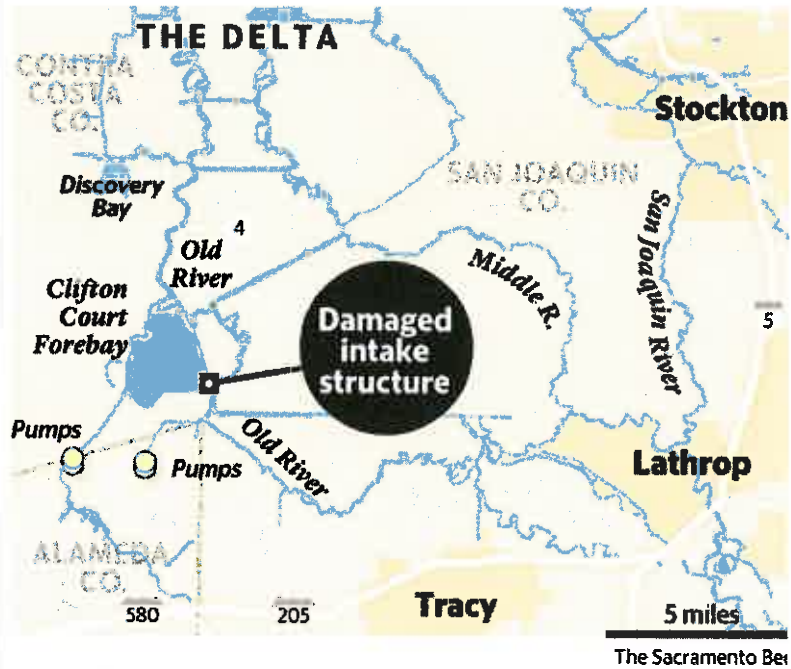 THE DELTA
CONTRA
COSTA
CO.
Stockton
Discovery
Bay
SAN JOAQUIN
CO.
4
Old
River
Middle R.
San Joaquin River
Clifton
Court
Forebay
Damaged
intake
structure
5
Pumps
Pumps
Old River
Lathrop
ALAMEDA
CO.
580
205
Tracy
5 miles
The Sacramento